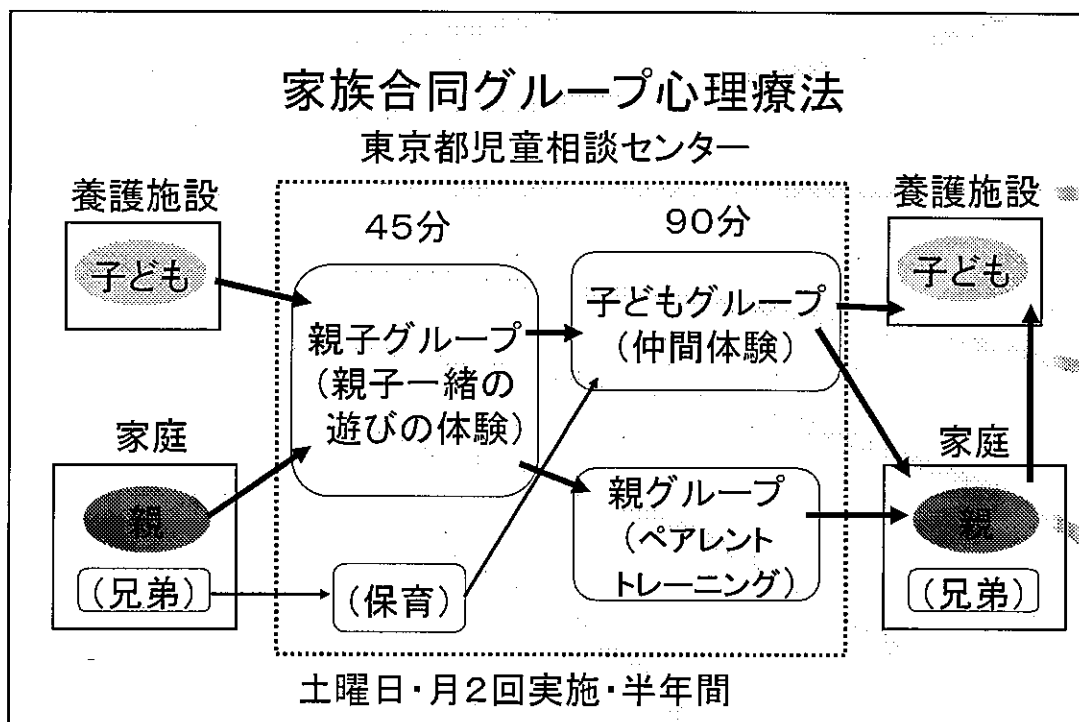 家族合同グループ心理療法
東京都児童相談センター
養護施設
子ども
家庭
親
(兄弟)
45分
親子グループ
(親子一緒の
遊びの体験)
(保育)
90分
子どもグループ
(仲間体験)
親グループ
(ペアレント
トレーニング)
養護施設
子ども
家庭
親
(兄弟)
土曜日・月2回実施・半年間